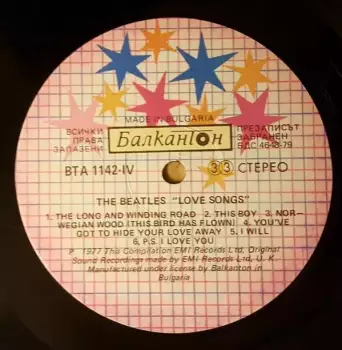 MADE IN BULGARIA
ВСИЧКИ ПРАВА ЗАПАЗЕНИ
Балкантон
ПРЕЗАПИСЪТ ЗАБРАНЕН БДС 4648-79
BTA 1142-IV
33 СТЕРЕО
THE BEATLES "LOVE SONGS"
1. THE LONG AND WINDING ROAD 2. THIS BOY 3. NOR-
WEGIAN WOOD (THIS BIRD HAS FLOWN) 4. YOU'VE
GOT TO HIDE YOUR LOVE AWAY 5. I WILL
6. P.S. I LOVE YOU
P 1977 The Compilation EMI Records Ltd. Original
Sound Recordings made by EMI Records Ltd, U. K.
Manufactured under license by Balkanton in
Bulgaria